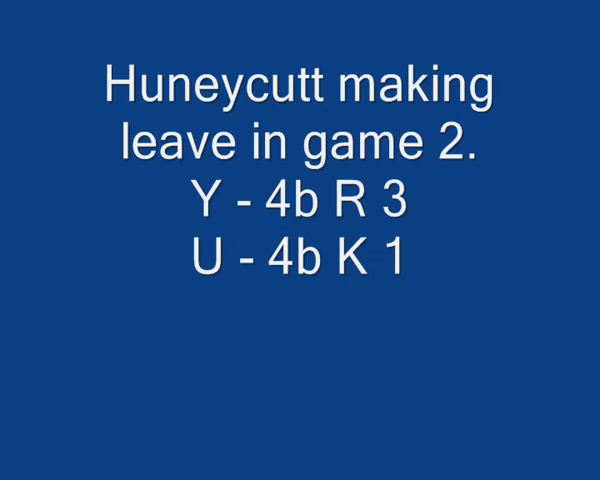 Huneycutt making
leave in game 2.
Y - 4b R 3
U - 4b K 1